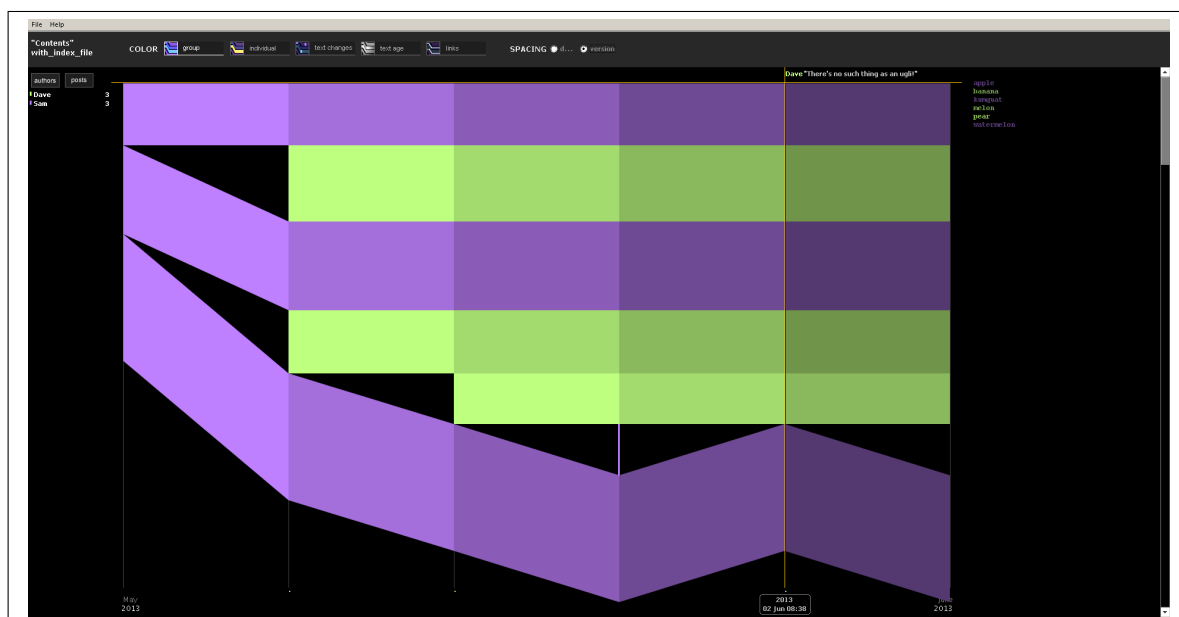 File Help
"Contents"
with_index_file
COLOR group individual text changes text age links SPACING d... version
authors posts
Dave 3
Sam 3
Dave "There's no such thing as an ugli!"
apple
banana
kumquat
melon
pear
watermelon
May
2013
2013
02 Jun 08:38
June
2013